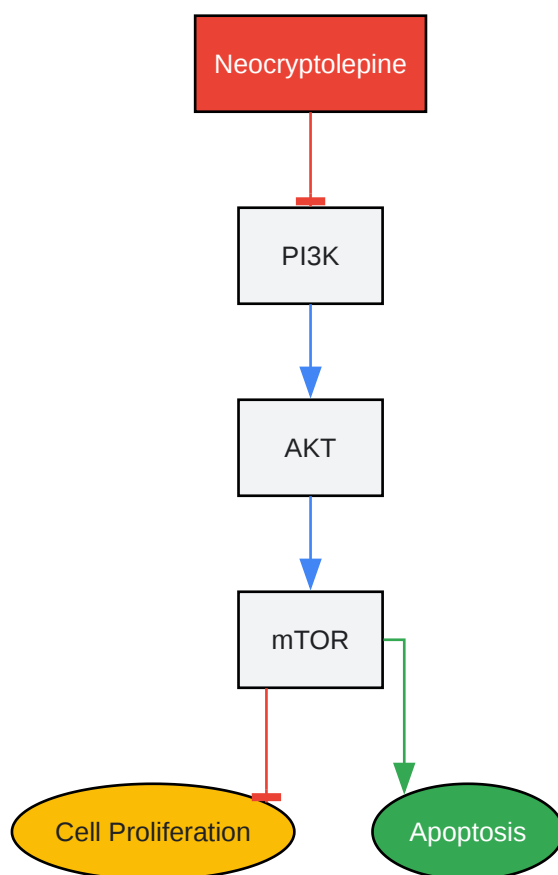 Neocryptolepine
PI3K
AKT
mTOR
Cell Proliferation
Apoptosis